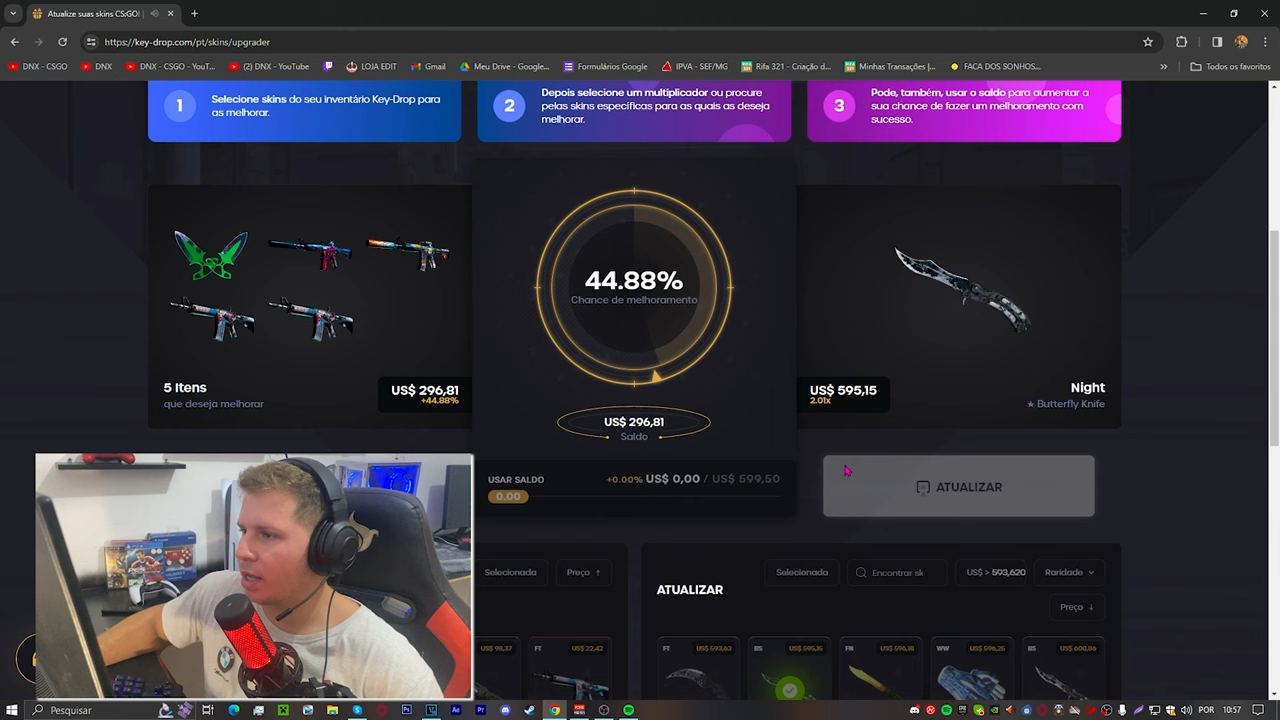 Atualize suas skins CS:GO!
https://key-drop.com/pt/skins/upgrader
DNX - CSGO
DNX
DNX - CSGO - YouT...
(2) DNX - YouTube
LOJA EDIT
Gmail
Meu Drive - Google...
Formulários Google
IPVA - SEF/MG
Rifa 321 - Criação d...
Minhas Transações |...
FACA DOS SONHOS...
»
Todos os favoritos
1
Selecione skins do seu inventário Key-Drop para
as melhorar.
2
Depois selecione um multiplicador ou procure
pelas skins específicas para as quais as deseja
melhorar.
3
Pode, também, usar o saldo para aumentar a
sua chance de fazer um melhoramento com
sucesso.
44.88%
Chance de melhoramento
5 Itens
que deseja melhorar
US$ 296,81
+44.88%
US$ 595,15
2.01x
Night
★ Butterfly Knife
US$ 296,81
Saldo
USAR SALDO
+0.00% US$ 0,00 / US$ 599,50
0.00
ATUALIZAR
Selecionada
Preço ↑
ATUALIZAR
Selecionada
Encontrar sk
US$ > 593,620
Raridade
Preço ↓
US$ 98,37
FT
US$ 22,42
FT
US$ 593,63
BS
US$ 595,15
FN
US$ 596,18
WW
US$ 596,25
BS
US$ 600,86
Pesquisar
POR
10:57